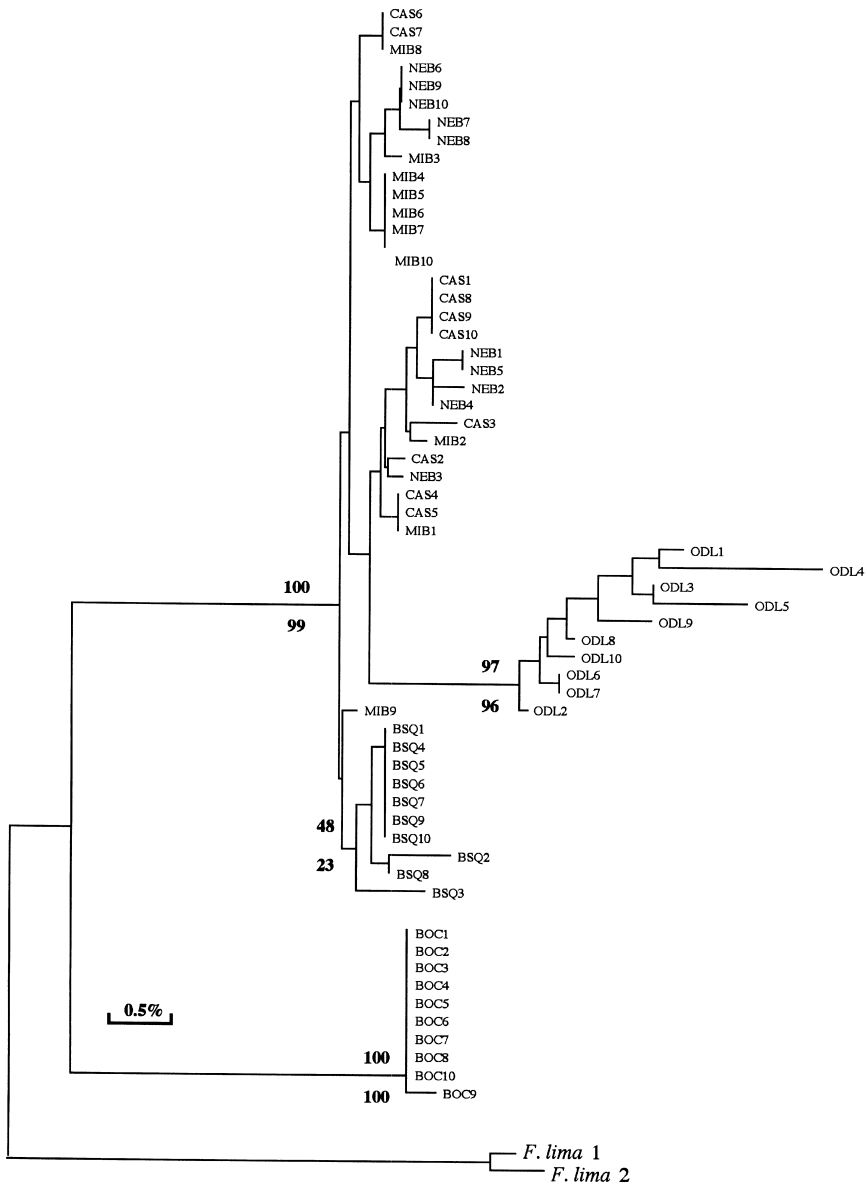 CAS6
CAS7
MIB8
NEB6
NEB9
NEB10
NEB7
NEB8
MIB3
MIB4
MIB5
MIB6
MIB7
MIB10
CAS1
CAS8
CAS9
CAS10
NEB1
NEB5
NEB2
NEB4
CAS3
MIB2
CAS2
NEB3
CAS4
CAS5
MIB1
ODL1
ODL4
ODL3
ODL5
ODL9
ODL8
ODL10
ODL6
ODL7
ODL2
100
99
97
96
MIB9
BSQ1
BSQ4
BSQ5
BSQ6
BSQ7
BSQ9
BSQ10
BSQ2
BSQ8
BSQ3
48
23
BOC1
BOC2
BOC3
BOC4
BOC5
BOC6
BOC7
BOC8
BOC10
BOC9
0.5%
100
100
F. lima 1
F. lima 2